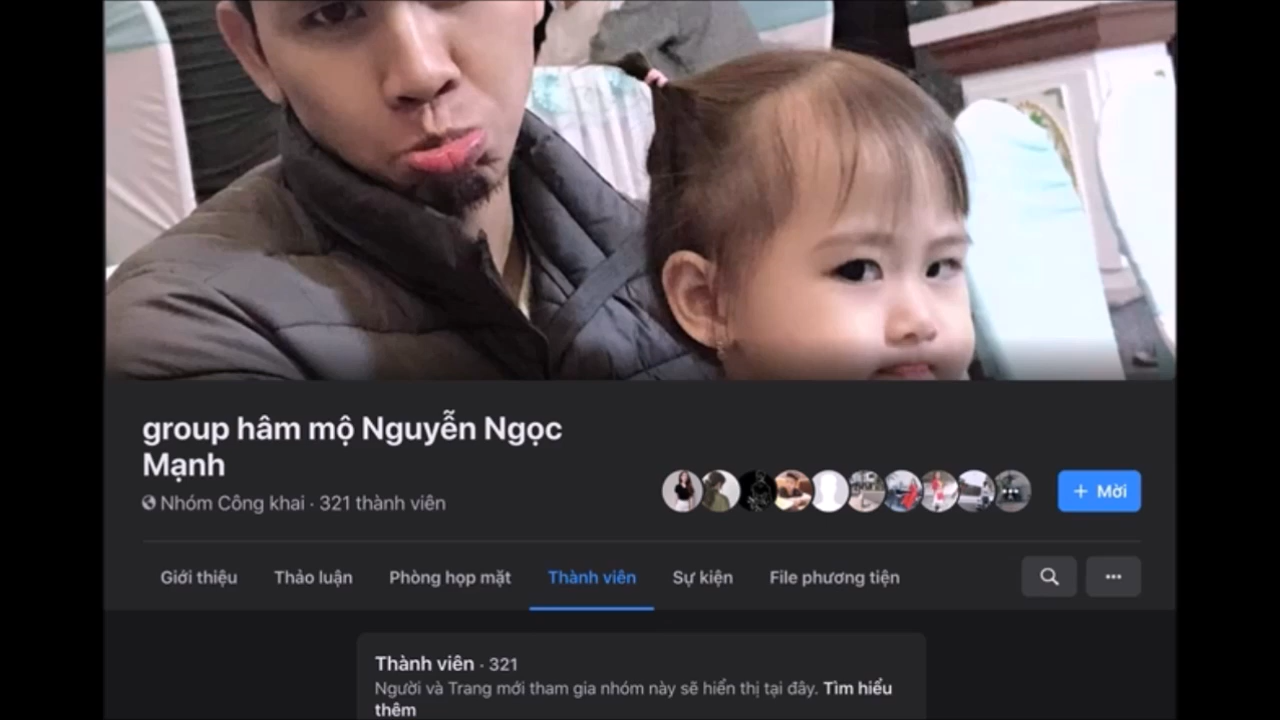 group hâm mộ Nguyễn Ngọc
Mạnh
Nhóm Công khai · 321 thành viên
+ Mời
Giới thiệu Thảo luận Phòng họp mặt Thành viên Sự kiện File phương tiện
Thành viên · 321
Người và Trang mới tham gia nhóm này sẽ hiển thị tại đây. Tìm hiểu
thêm